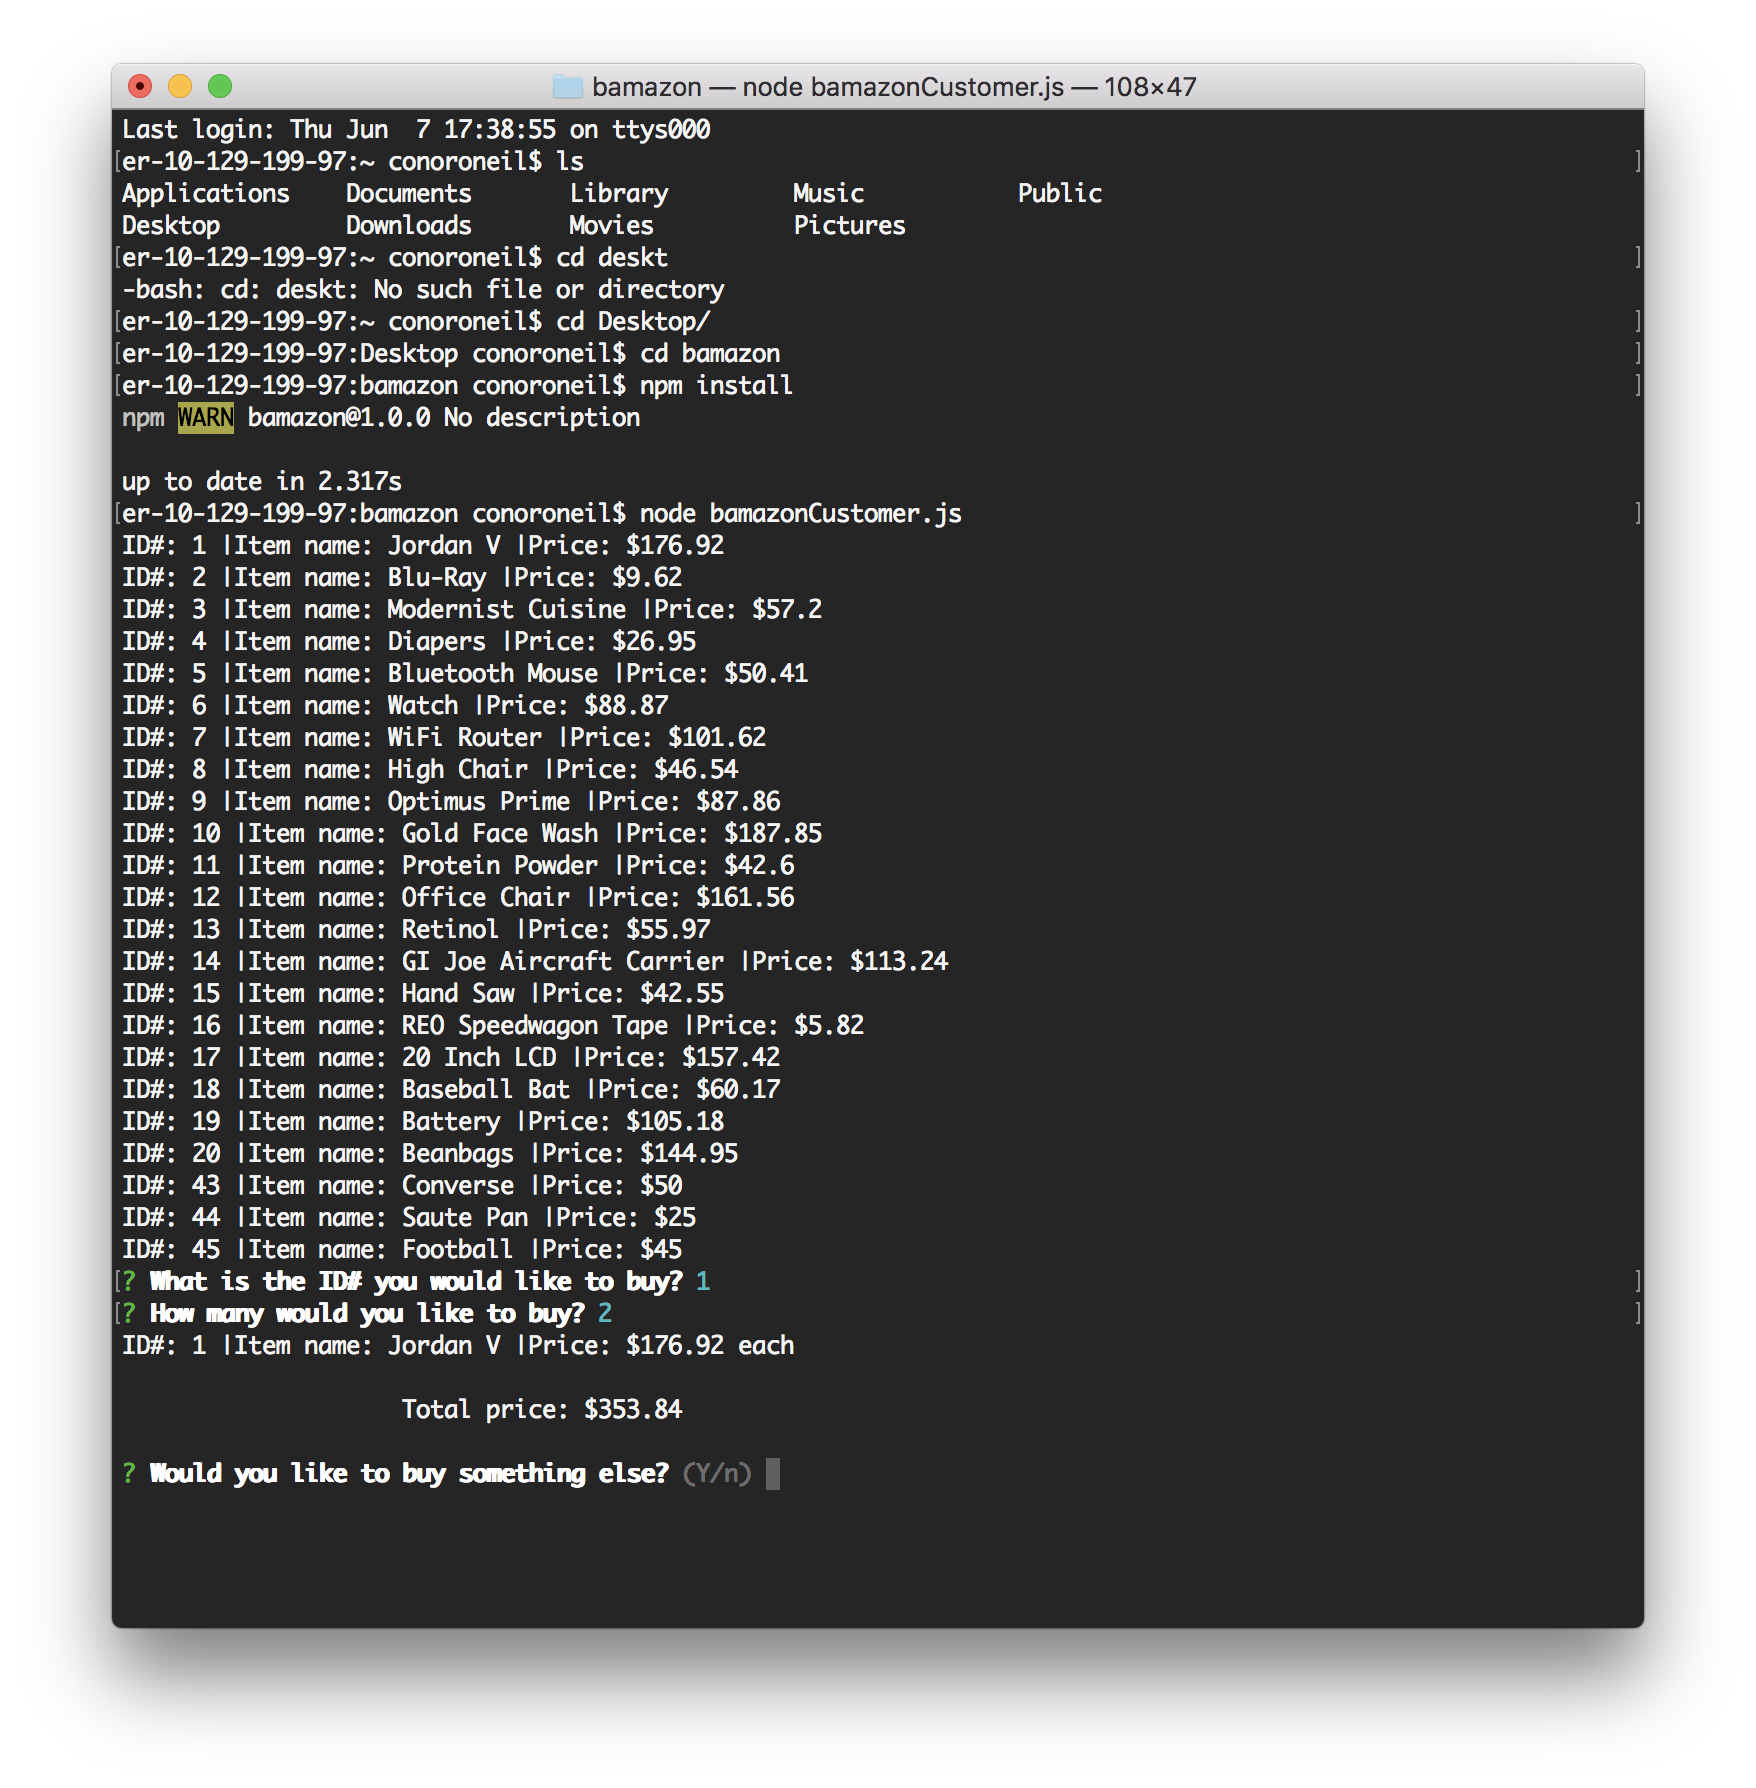 bamazon — node bamazonCustomer.js — 108×47
Last login: Thu Jun  7 17:38:55 on ttys000
[er-10-129-199-97:~ conoroneil$ ls ]
Applications    Documents       Library         Music           Public
Desktop         Downloads       Movies          Pictures
[er-10-129-199-97:~ conoroneil$ cd deskt ]
-bash: cd: deskt: No such file or directory
[er-10-129-199-97:~ conoroneil$ cd Desktop/ ]
[er-10-129-199-97:Desktop conoroneil$ cd bamazon ]
[er-10-129-199-97:bamazon conoroneil$ npm install ]
npm WARN bamazon@1.0.0 No description
up to date in 2.317s
[er-10-129-199-97:bamazon conoroneil$ node bamazonCustomer.js ]
ID#: 1 |Item name: Jordan V |Price: $176.92
ID#: 2 |Item name: Blu-Ray |Price: $9.62
ID#: 3 |Item name: Modernist Cuisine |Price: $57.2
ID#: 4 |Item name: Diapers |Price: $26.95
ID#: 5 |Item name: Bluetooth Mouse |Price: $50.41
ID#: 6 |Item name: Watch |Price: $88.87
ID#: 7 |Item name: WiFi Router |Price: $101.62
ID#: 8 |Item name: High Chair |Price: $46.54
ID#: 9 |Item name: Optimus Prime |Price: $87.86
ID#: 10 |Item name: Gold Face Wash |Price: $187.85
ID#: 11 |Item name: Protein Powder |Price: $42.6
ID#: 12 |Item name: Office Chair |Price: $161.56
ID#: 13 |Item name: Retinol |Price: $55.97
ID#: 14 |Item name: GI Joe Aircraft Carrier |Price: $113.24
ID#: 15 |Item name: Hand Saw |Price: $42.55
ID#: 16 |Item name: REO Speedwagon Tape |Price: $5.82
ID#: 17 |Item name: 20 Inch LCD |Price: $157.42
ID#: 18 |Item name: Baseball Bat |Price: $60.17
ID#: 19 |Item name: Battery |Price: $105.18
ID#: 20 |Item name: Beanbags |Price: $144.95
ID#: 43 |Item name: Converse |Price: $50
ID#: 44 |Item name: Saute Pan |Price: $25
ID#: 45 |Item name: Football |Price: $45
[? What is the ID# you would like to buy? 1 ]
[? How many would you like to buy? 2 ]
ID#: 1 |Item name: Jordan V |Price: $176.92 each
Total price: $353.84
? Would you like to buy something else? (Y/n)